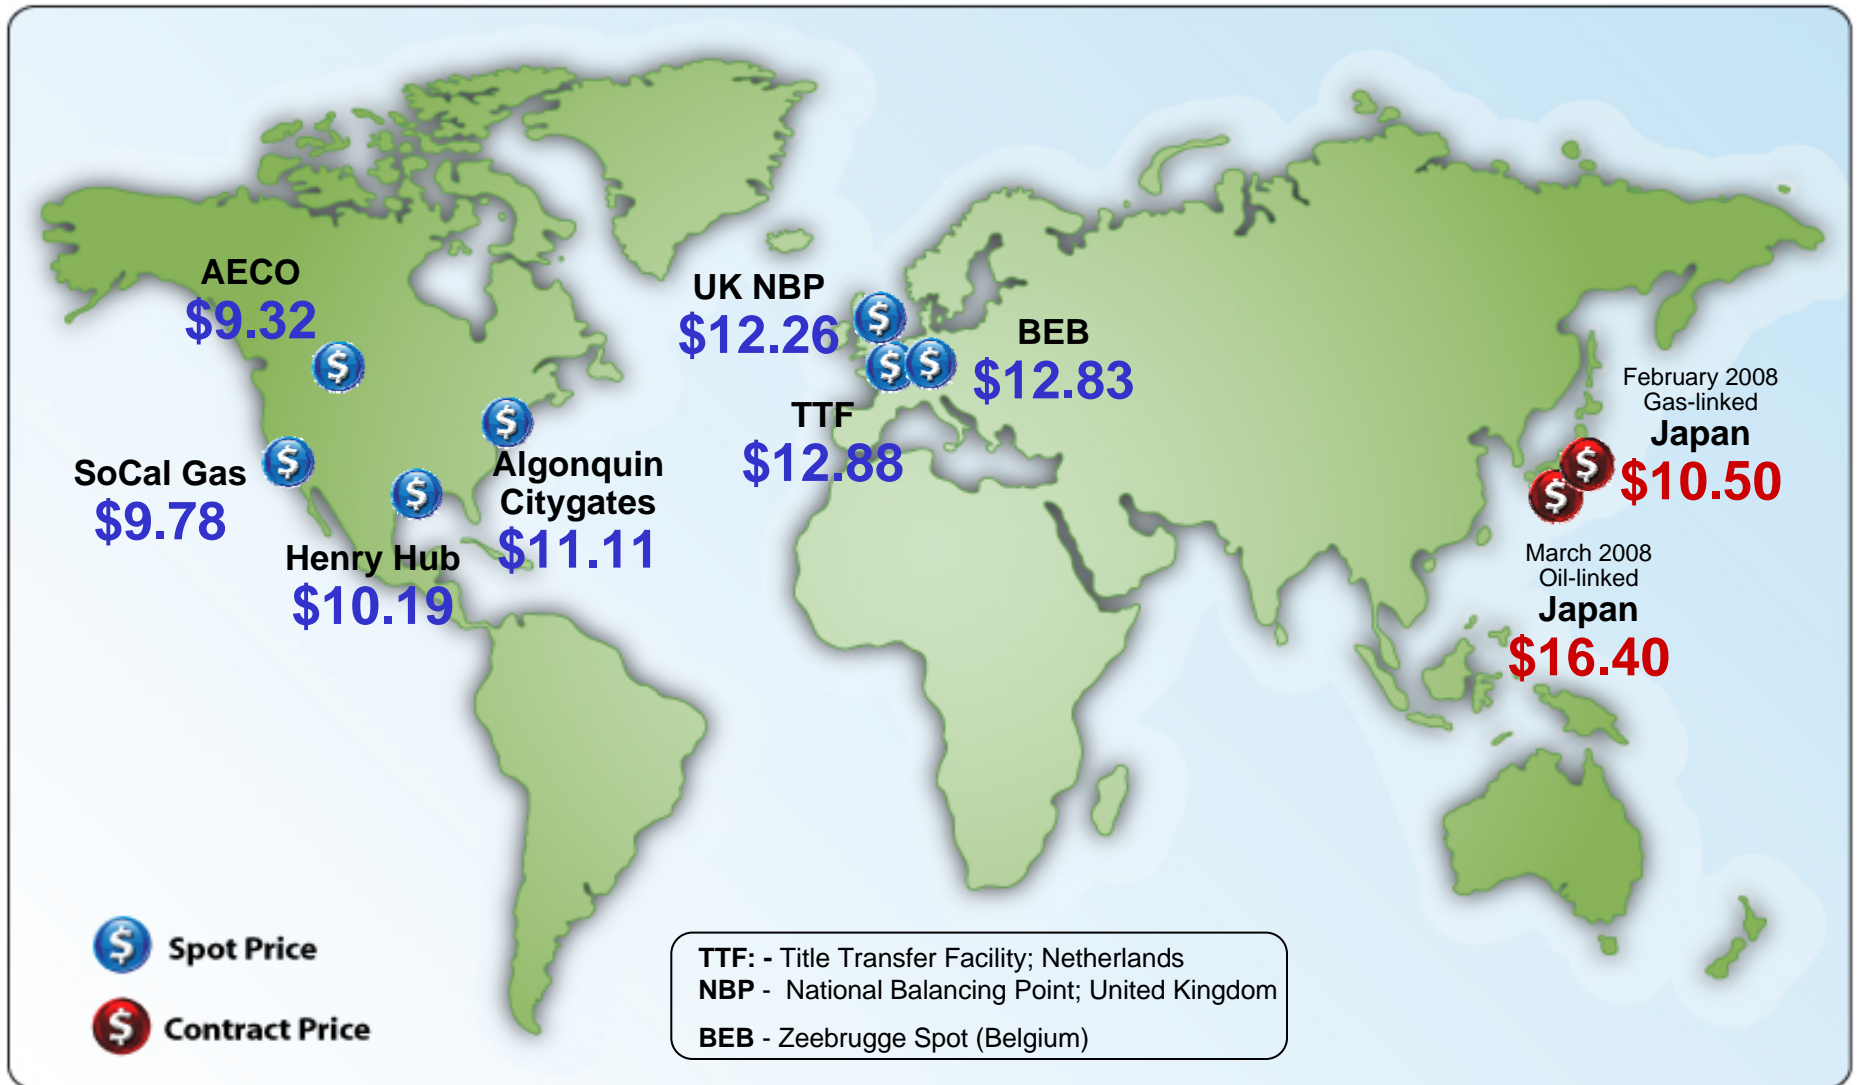 AECO
$9.32
SoCal Gas
$9.78
Henry Hub
$10.19
Algonquin
Citygates
$11.11
UK NBP
$12.26
BEB
$12.83
TTF
$12.88
February 2008
Gas-linked
Japan
$10.50
March 2008
Oil-linked
Japan
$16.40
$ Spot Price
$ Contract Price
TTF: - Title Transfer Facility; Netherlands
NBP - National Balancing Point; United Kingdom
BEB - Zeebrugge Spot (Belgium)